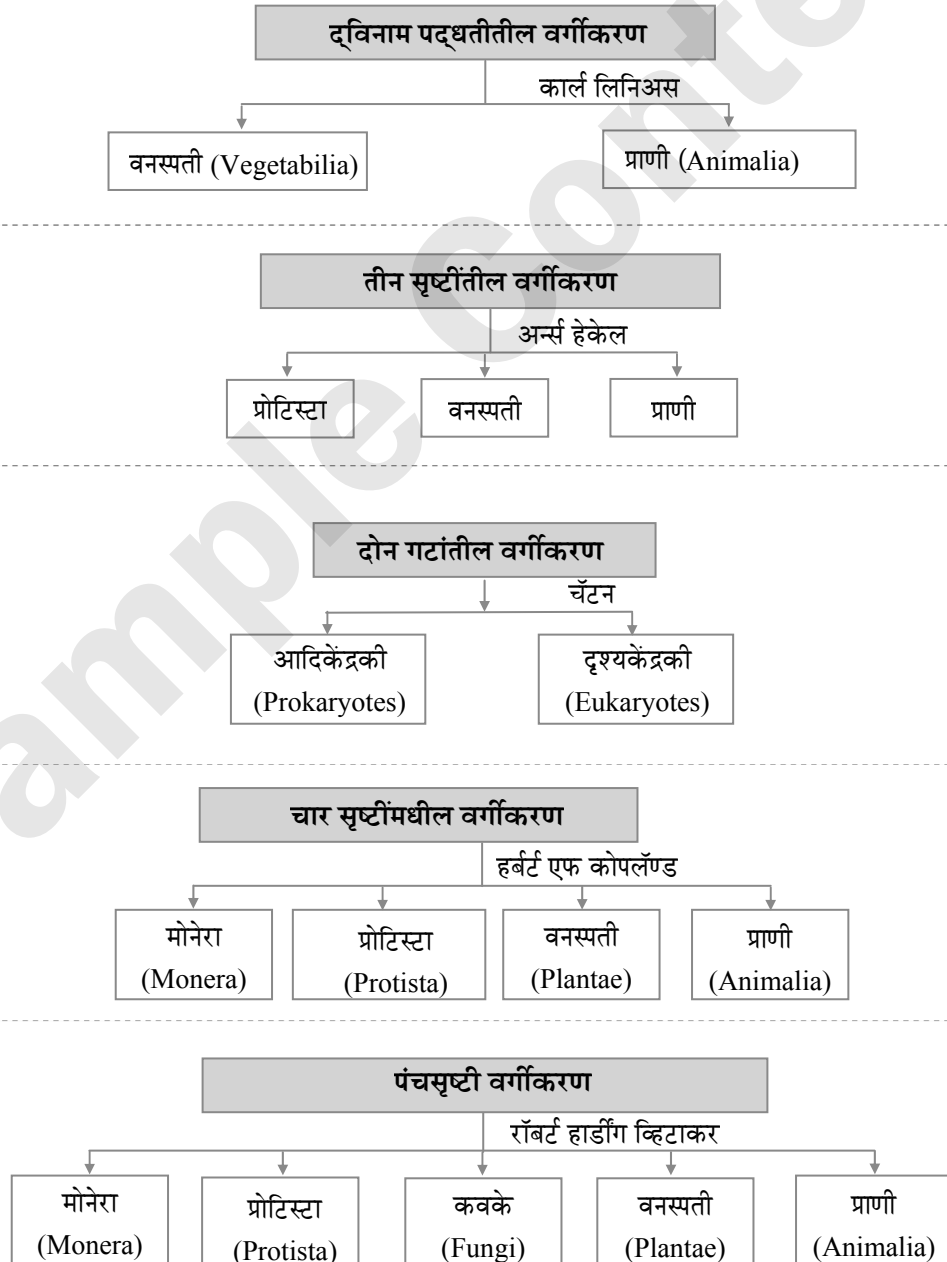 द्विनाम पद्धतीतील वर्गीकरण
कार्ल लिनिअस
वनस्पती (Vegetabilia)
प्राणी (Animalia)
तीन सृष्टींतील वर्गीकरण
अर्न्स हेकेल
प्रोटिस्टा
वनस्पती
प्राणी
दोन गटांतील वर्गीकरण
चॅटन
आदिकेंद्रकी
(Prokaryotes)
दृश्यकेंद्रकी
(Eukaryotes)
चार सृष्टींमधील वर्गीकरण
हर्बर्ट एफ कोपलॅण्ड
मोनेरा
(Monera)
प्रोटिस्टा
(Protista)
वनस्पती
(Plantae)
प्राणी
(Animalia)
पंचसृष्टी वर्गीकरण
रॉबर्ट हार्डींग व्हिटाकर
मोनेरा
(Monera)
प्रोटिस्टा
(Protista)
कवके
(Fungi)
वनस्पती
(Plantae)
प्राणी
(Animalia)